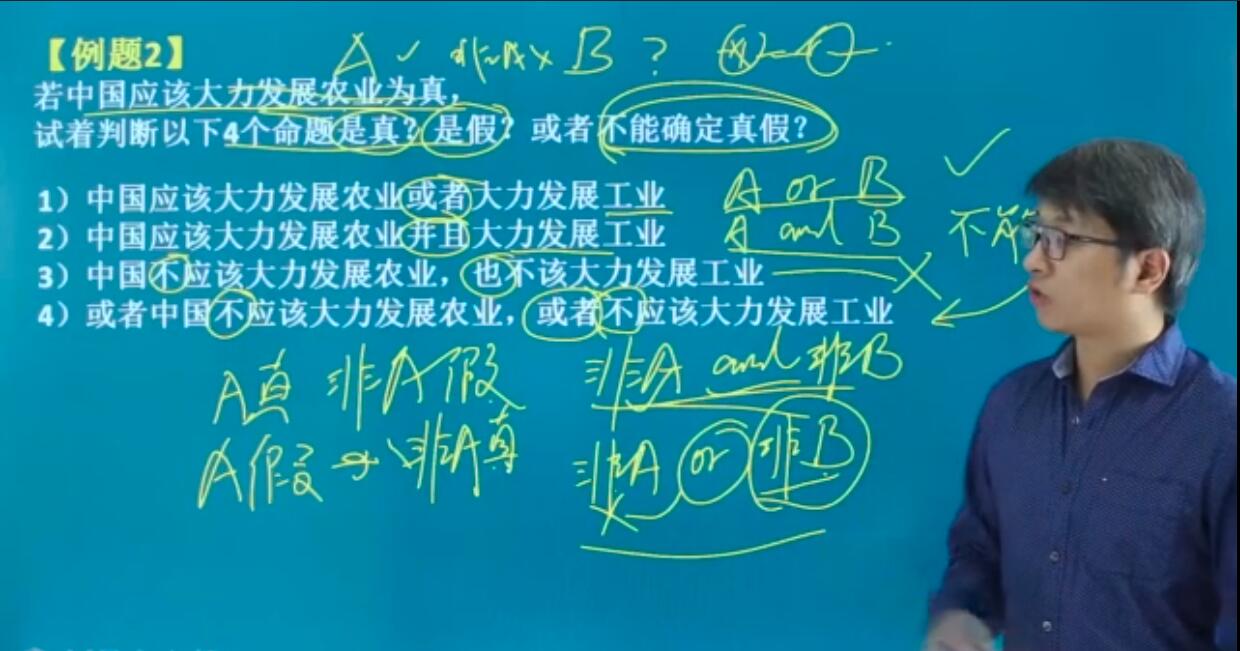 【例题2】
A✓ 非A× B？
若中国应该大力发展农业为真，
试着判断以下4个命题是真？是假？或者不能确定真假？
1）中国应该大力发展农业或者大力发展工业 A or B ✓
2）中国应该大力发展农业并且大力发展工业 A and B 不能
3）中国不应该大力发展农业，也不该大力发展工业 ×
4）或者中国不应该大力发展农业，或者不应该大力发展工业
A真 非A假 非A and 非B
A假 → 非A真 非A or 非B